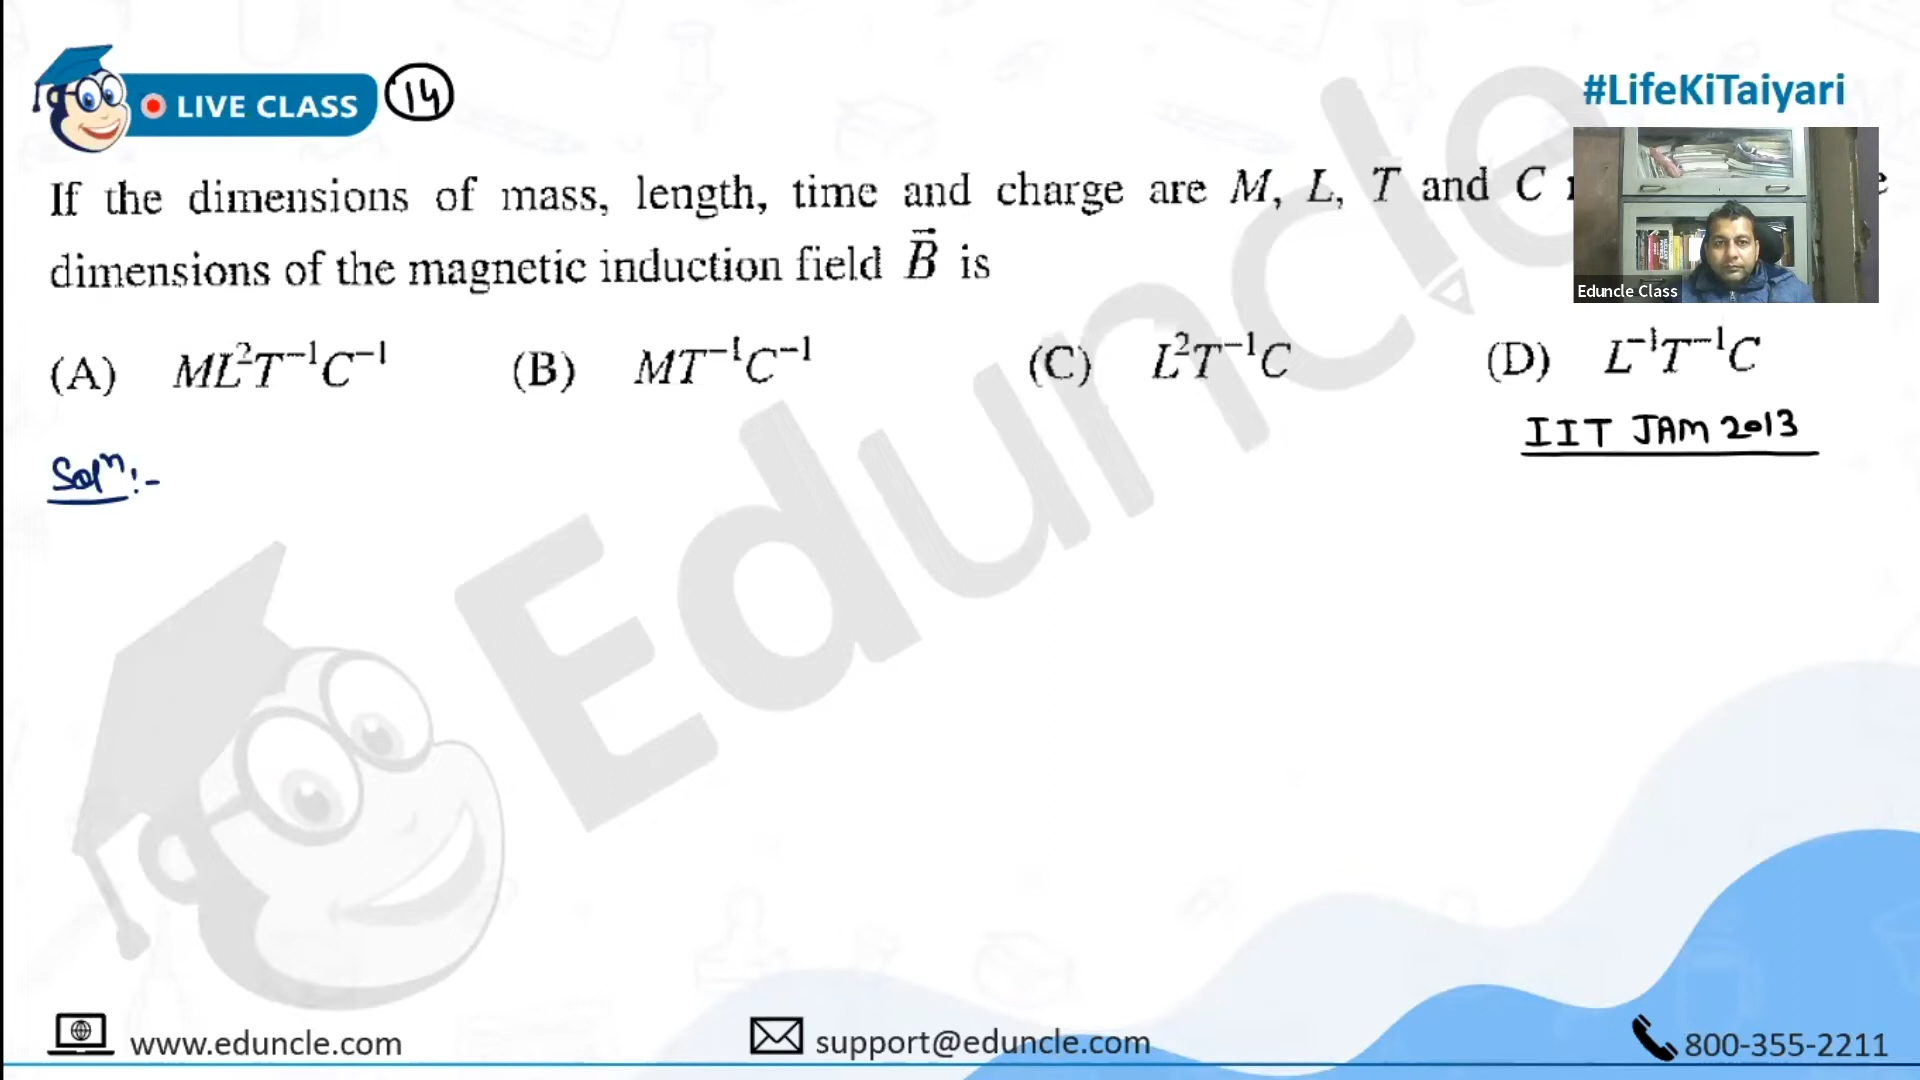 LIVE CLASS
14
#LifeKiTaiyari
If the dimensions of mass, length, time and charge are M, L, T and C
dimensions of the magnetic induction field B⃗ is
(A) ML²T⁻¹C⁻¹ (B) MT⁻¹C⁻¹ (C) L²T⁻¹C (D) L⁻¹T⁻¹C
Eduncle Class
IIT JAM 2013
Solⁿ:-
Eduncle
www.eduncle.com
support@eduncle.com
800-355-2211